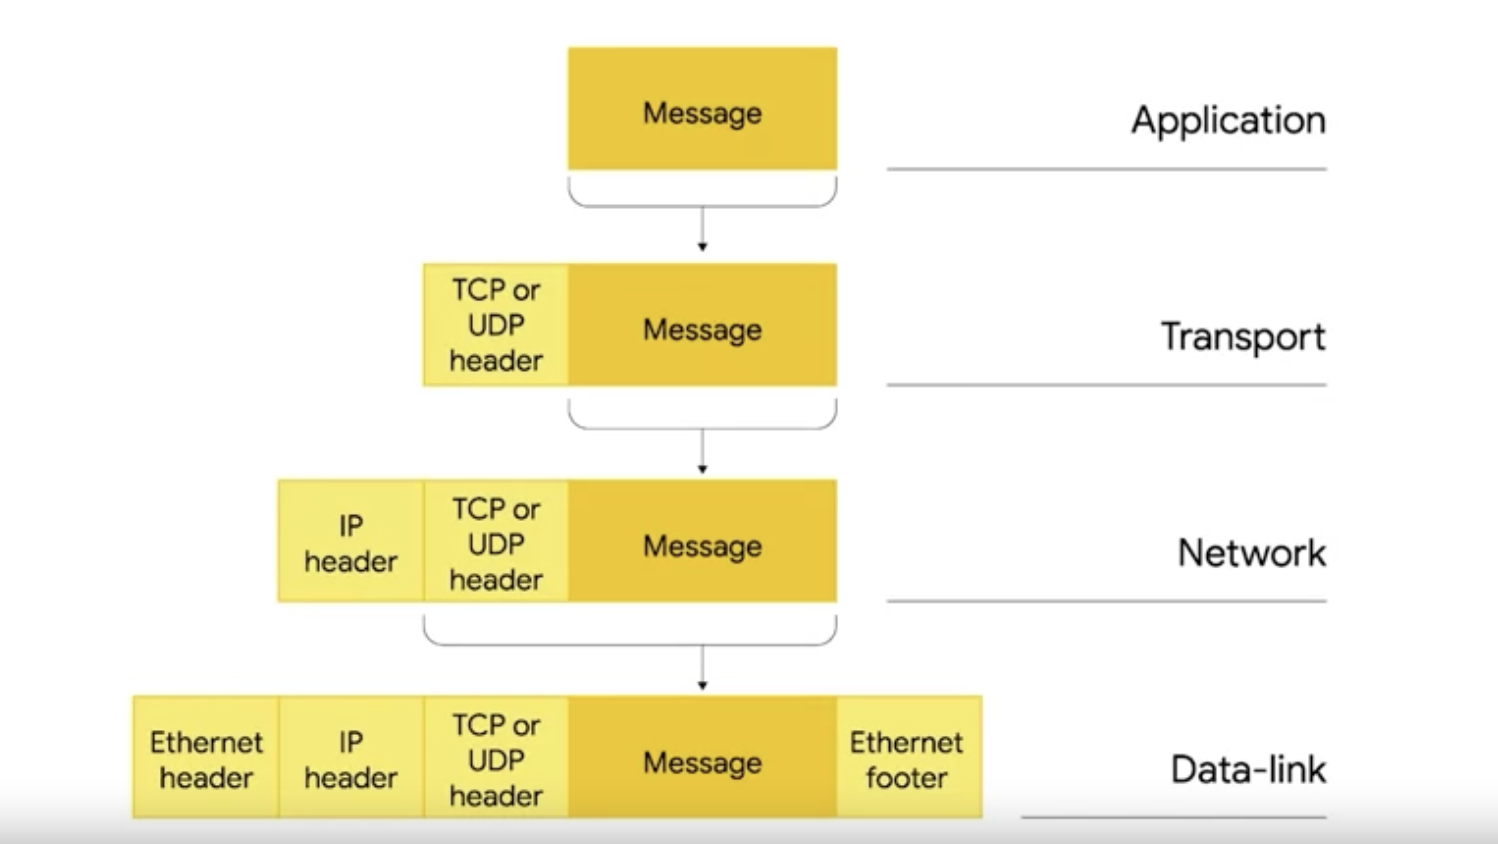 Message
Application
TCP or
UDP
header
Message
Transport
IP
header
TCP or
UDP
header
Message
Network
Ethernet
header
IP
header
TCP or
UDP
header
Message
Ethernet
footer
Data-link